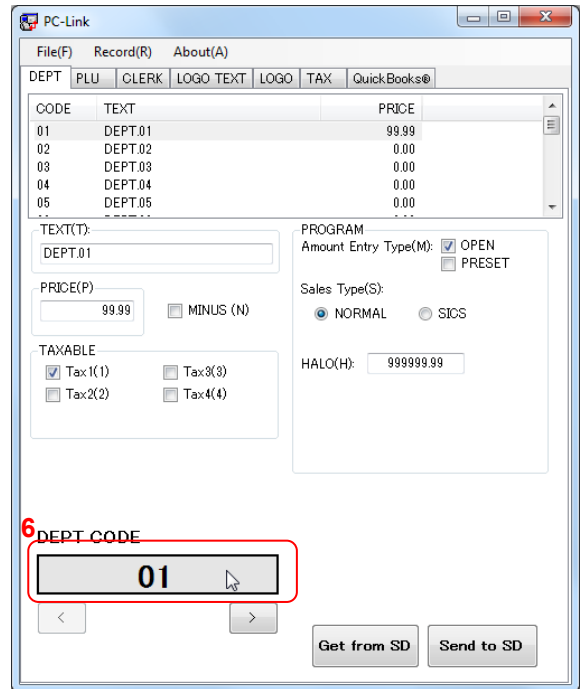 PC-Link
File(F) Record(R) About(A)
DEPT PLU CLERK LOGO TEXT LOGO TAX QuickBooks®
CODE TEXT PRICE
01 DEPT.01 99.99
02 DEPT.02 0.00
03 DEPT.03 0.00
04 DEPT.04 0.00
05 DEPT.05 0.00
TEXT(T):
DEPT.01
PRICE(P)
99.99 MINUS (N)
TAXABLE
Tax1(1) Tax3(3)
Tax2(2) Tax4(4)
PROGRAM
Amount Entry Type(M): OPEN
PRESET
Sales Type(S):
NORMAL SICS
HALO(H): 999999.99
6
DEPT CODE
01
< >
Get from SD Send to SD